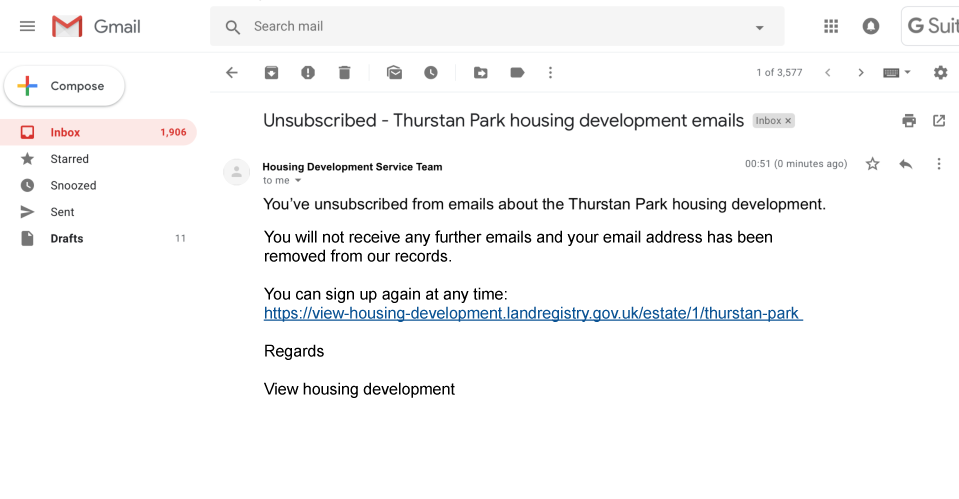 Gmail
Search mail
G Suit
Compose
1 of 3,577
Inbox 1,906
Starred
Snoozed
Sent
Drafts 11
Unsubscribed - Thurstan Park housing development emails Inbox ×
Housing Development Service Team 00:51 (0 minutes ago)
to me
You've unsubscribed from emails about the Thurstan Park housing development.
You will not receive any further emails and your email address has been
removed from our records.
You can sign up again at any time:
https://view-housing-development.landregistry.gov.uk/estate/1/thurstan-park
Regards
View housing development